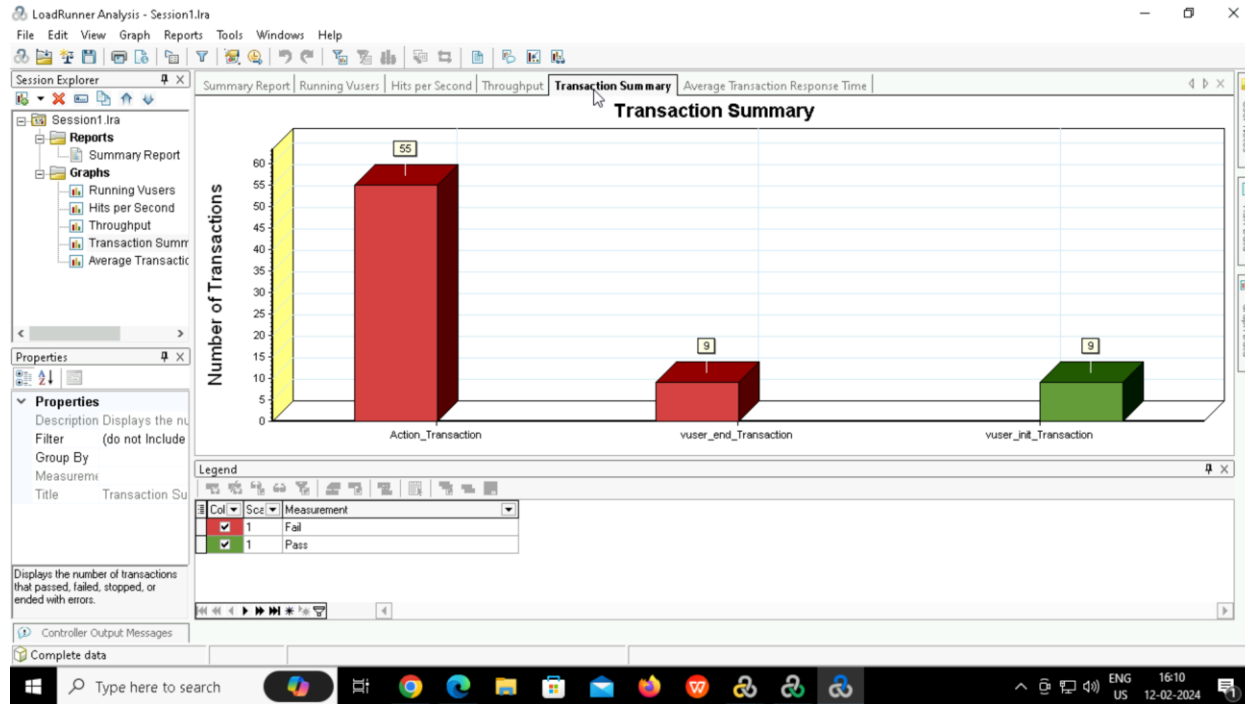 LoadRunner Analysis - Session1.lra
File Edit View Graph Reports Tools Windows Help
Session Explorer
Session1.lra
Reports
Summary Report
Graphs
Running Vusers
Hits per Second
Throughput
Transaction Summ
Average Transactic
Properties
Properties
Description Displays the nu
Filter (do not Include
Group By
Measureme
Title Transaction Su
Displays the number of transactions
that passed, failed, stopped, or
ended with errors.
Controller Output Messages
Complete data
Summary Report Running Vusers Hits per Second Throughput Transaction Summary Average Transaction Response Time
Transaction Summary
Number of Transactions
60
55
50
45
40
35
30
25
20
15
10
5
0
55
9
9
Action_Transaction vuser_end_Transaction vuser_init_Transaction
Legend
Col Sca Measurement
1 Fail
1 Pass
Type here to search
ENG
US
16:10
12-02-2024
1